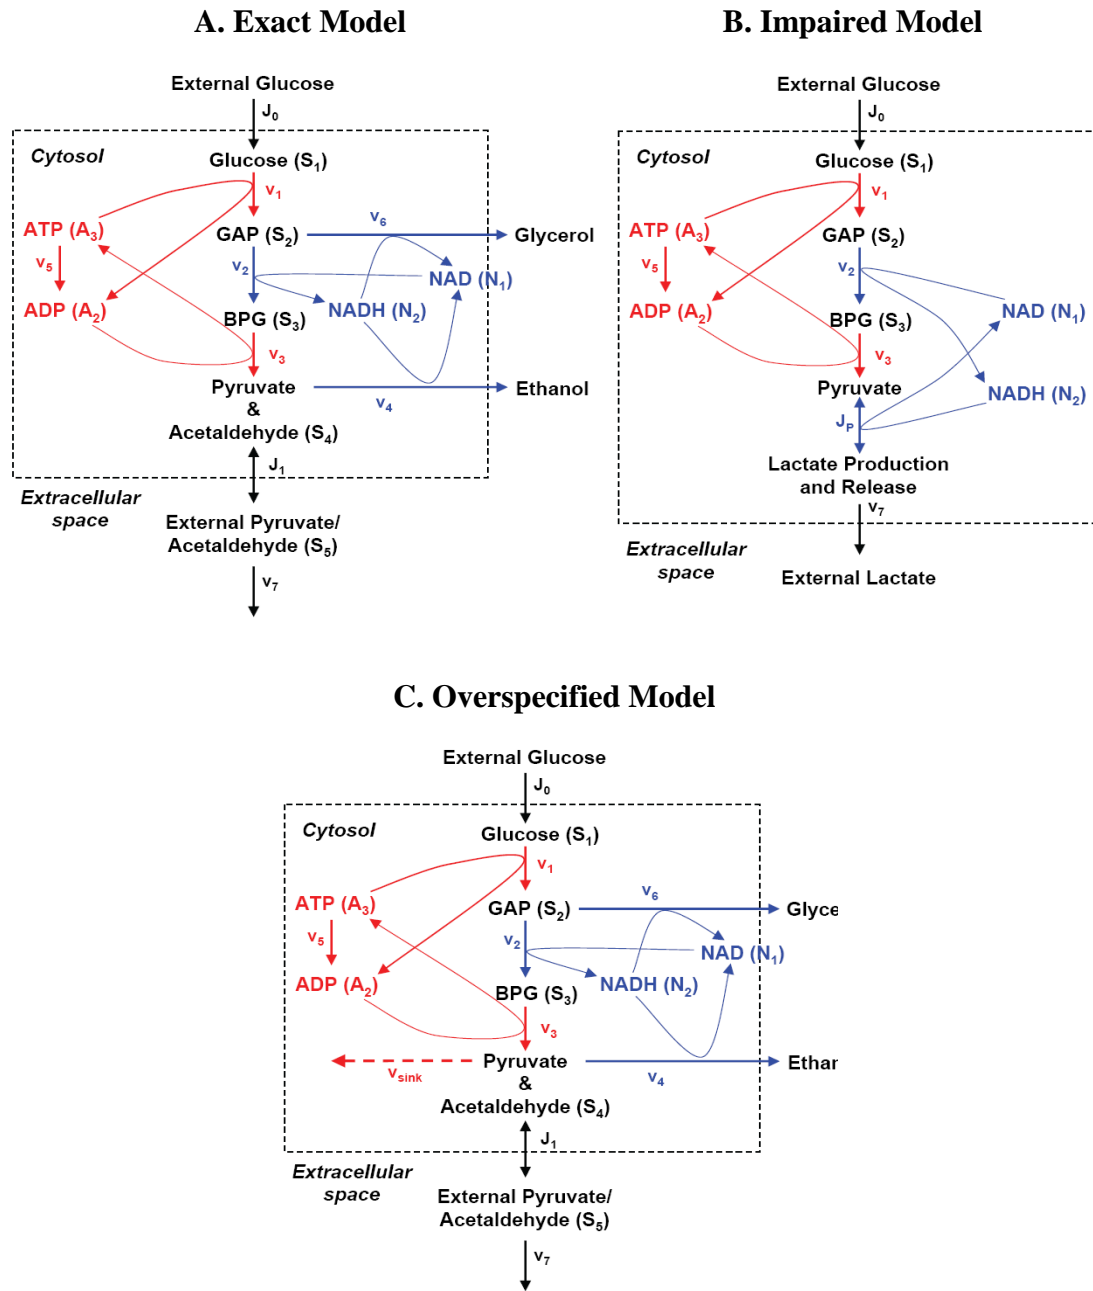 A. Exact Model
External Glucose
J0
Cytosol
Glucose (S1)
v1
ATP (A3)
v6
GAP (S2)
Glycerol
v5
v2
NAD (N1)
ADP (A2)
NADH (N2)
BPG (S3)
v3
Pyruvate
&
Acetaldehyde (S4)
v4
Ethanol
J1
Extracellular
space
External Pyruvate/
Acetaldehyde (S5)
v7
B. Impaired Model
External Glucose
J0
Cytosol
Glucose (S1)
v1
ATP (A3)
GAP (S2)
v5
v2
ADP (A2)
BPG (S3)
NAD (N1)
v3
Pyruvate
NADH (N2)
JP
Lactate Production
and Release
v7
Extracellular
space
External Lactate
C. Overspecified Model
External Glucose
J0
Cytosol
Glucose (S1)
v1
ATP (A3)
v6
GAP (S2)
Glyce
v5
v2
NAD (N1)
ADP (A2)
NADH (N2)
BPG (S3)
v3
vsink
Pyruvate
&
Acetaldehyde (S4)
v4
Ethar
J1
Extracellular
space
External Pyruvate/
Acetaldehyde (S5)
v7